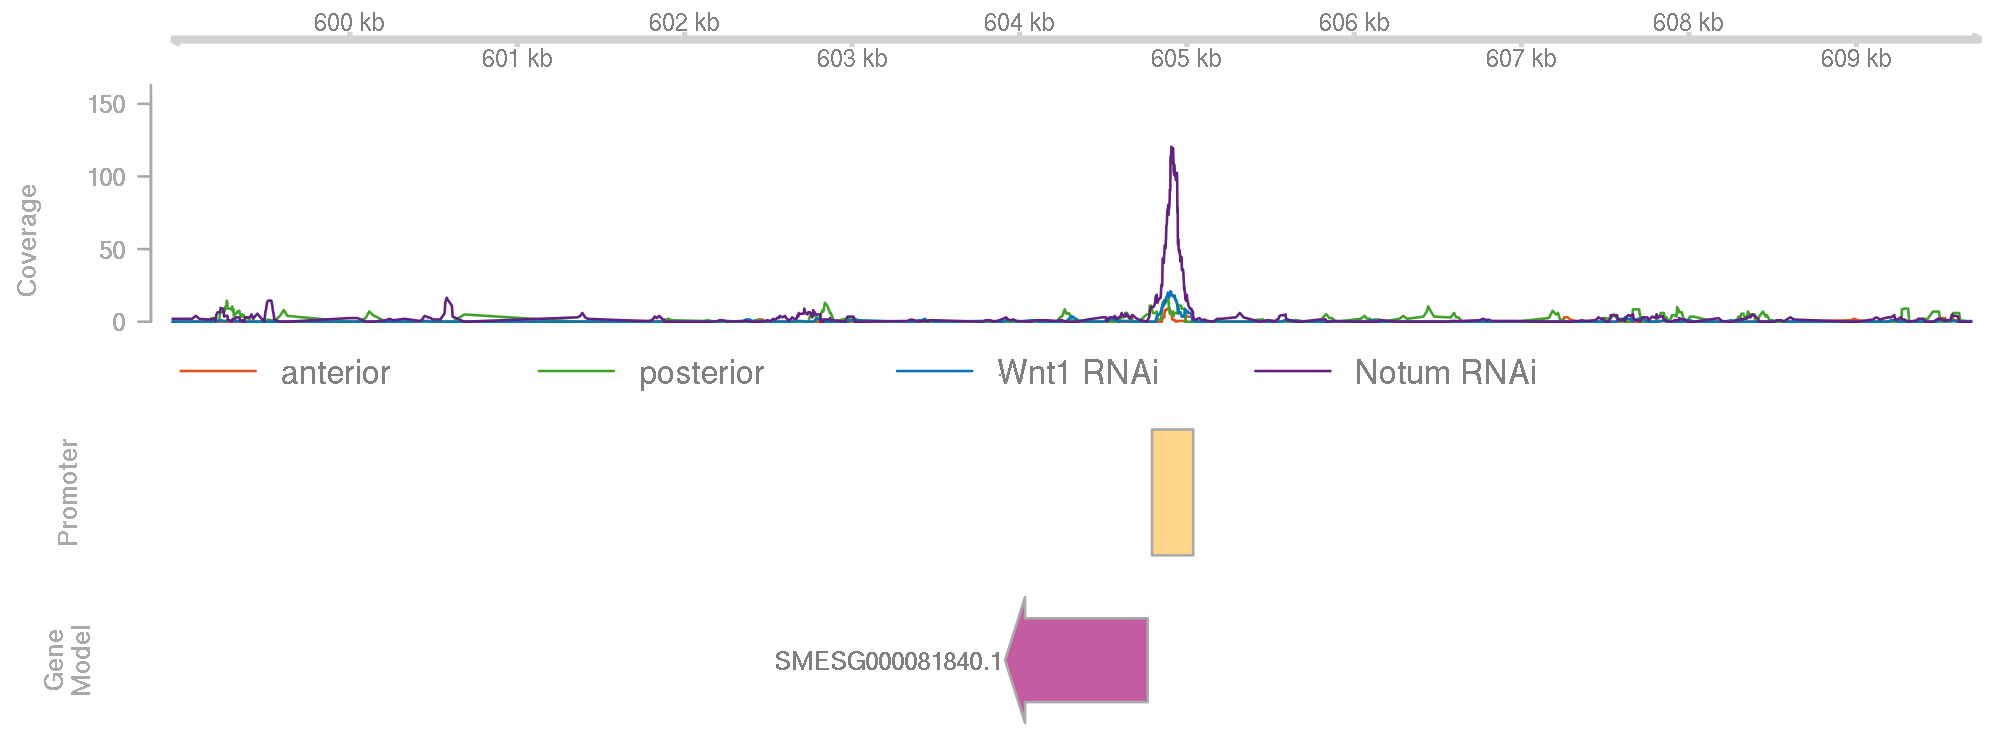 600 kb 602 kb 604 kb 606 kb 608 kb
601 kb 603 kb 605 kb 607 kb 609 kb
Coverage
150
100
50
0
anterior posterior Wnt1 RNAi Notum RNAi
Promoter
Gene
Model
SMESG000081840.1